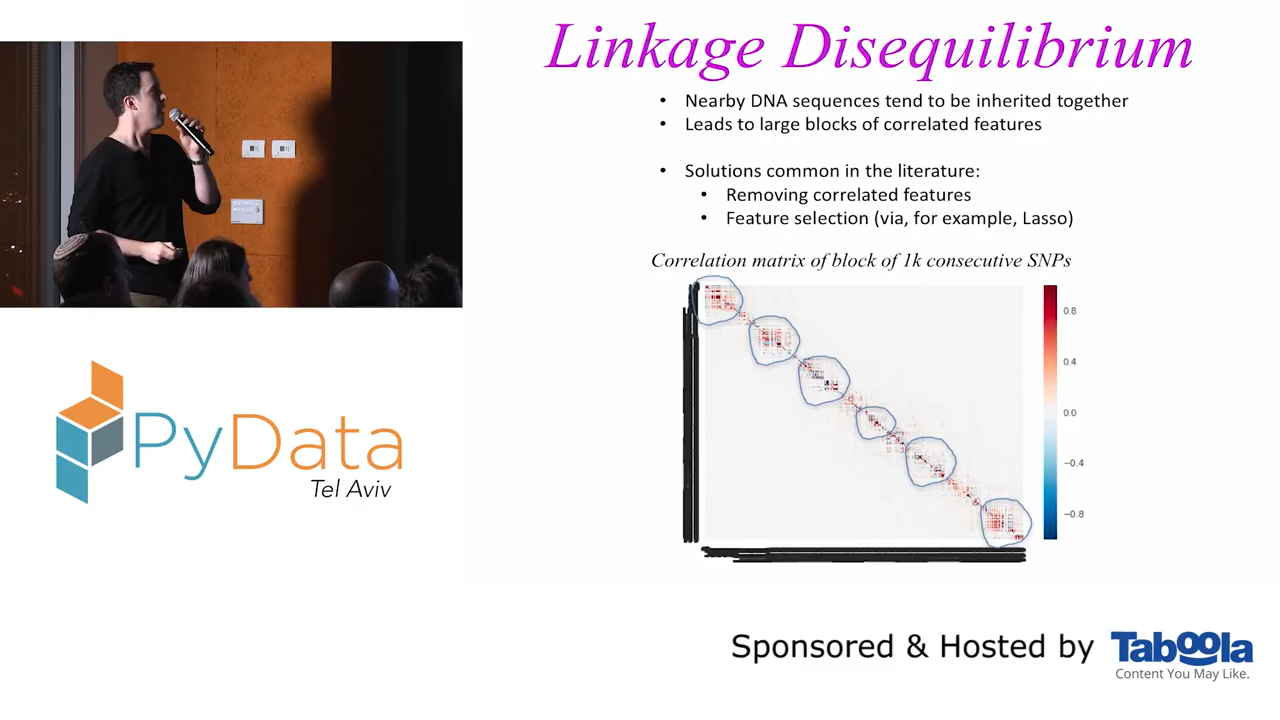 Linkage Disequilibrium
• Nearby DNA sequences tend to be inherited together
• Leads to large blocks of correlated features
• Solutions common in the literature:
• Removing correlated features
• Feature selection (via, for example, Lasso)
Correlation matrix of block of 1k consecutive SNPs
0.8
0.4
0.0
−0.4
−0.8
PyData
Tel Aviv
Sponsored & Hosted by
Taboola
Content You May Like.